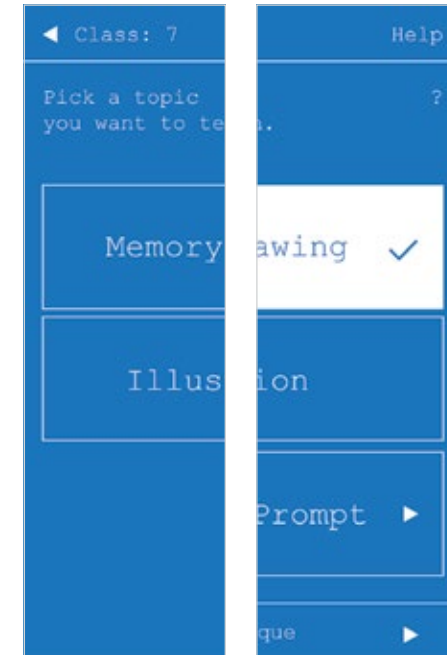 Class: 7
Pick a topic
you want to te
Memory
Illus
Help
?
awing
ion
Prompt
que